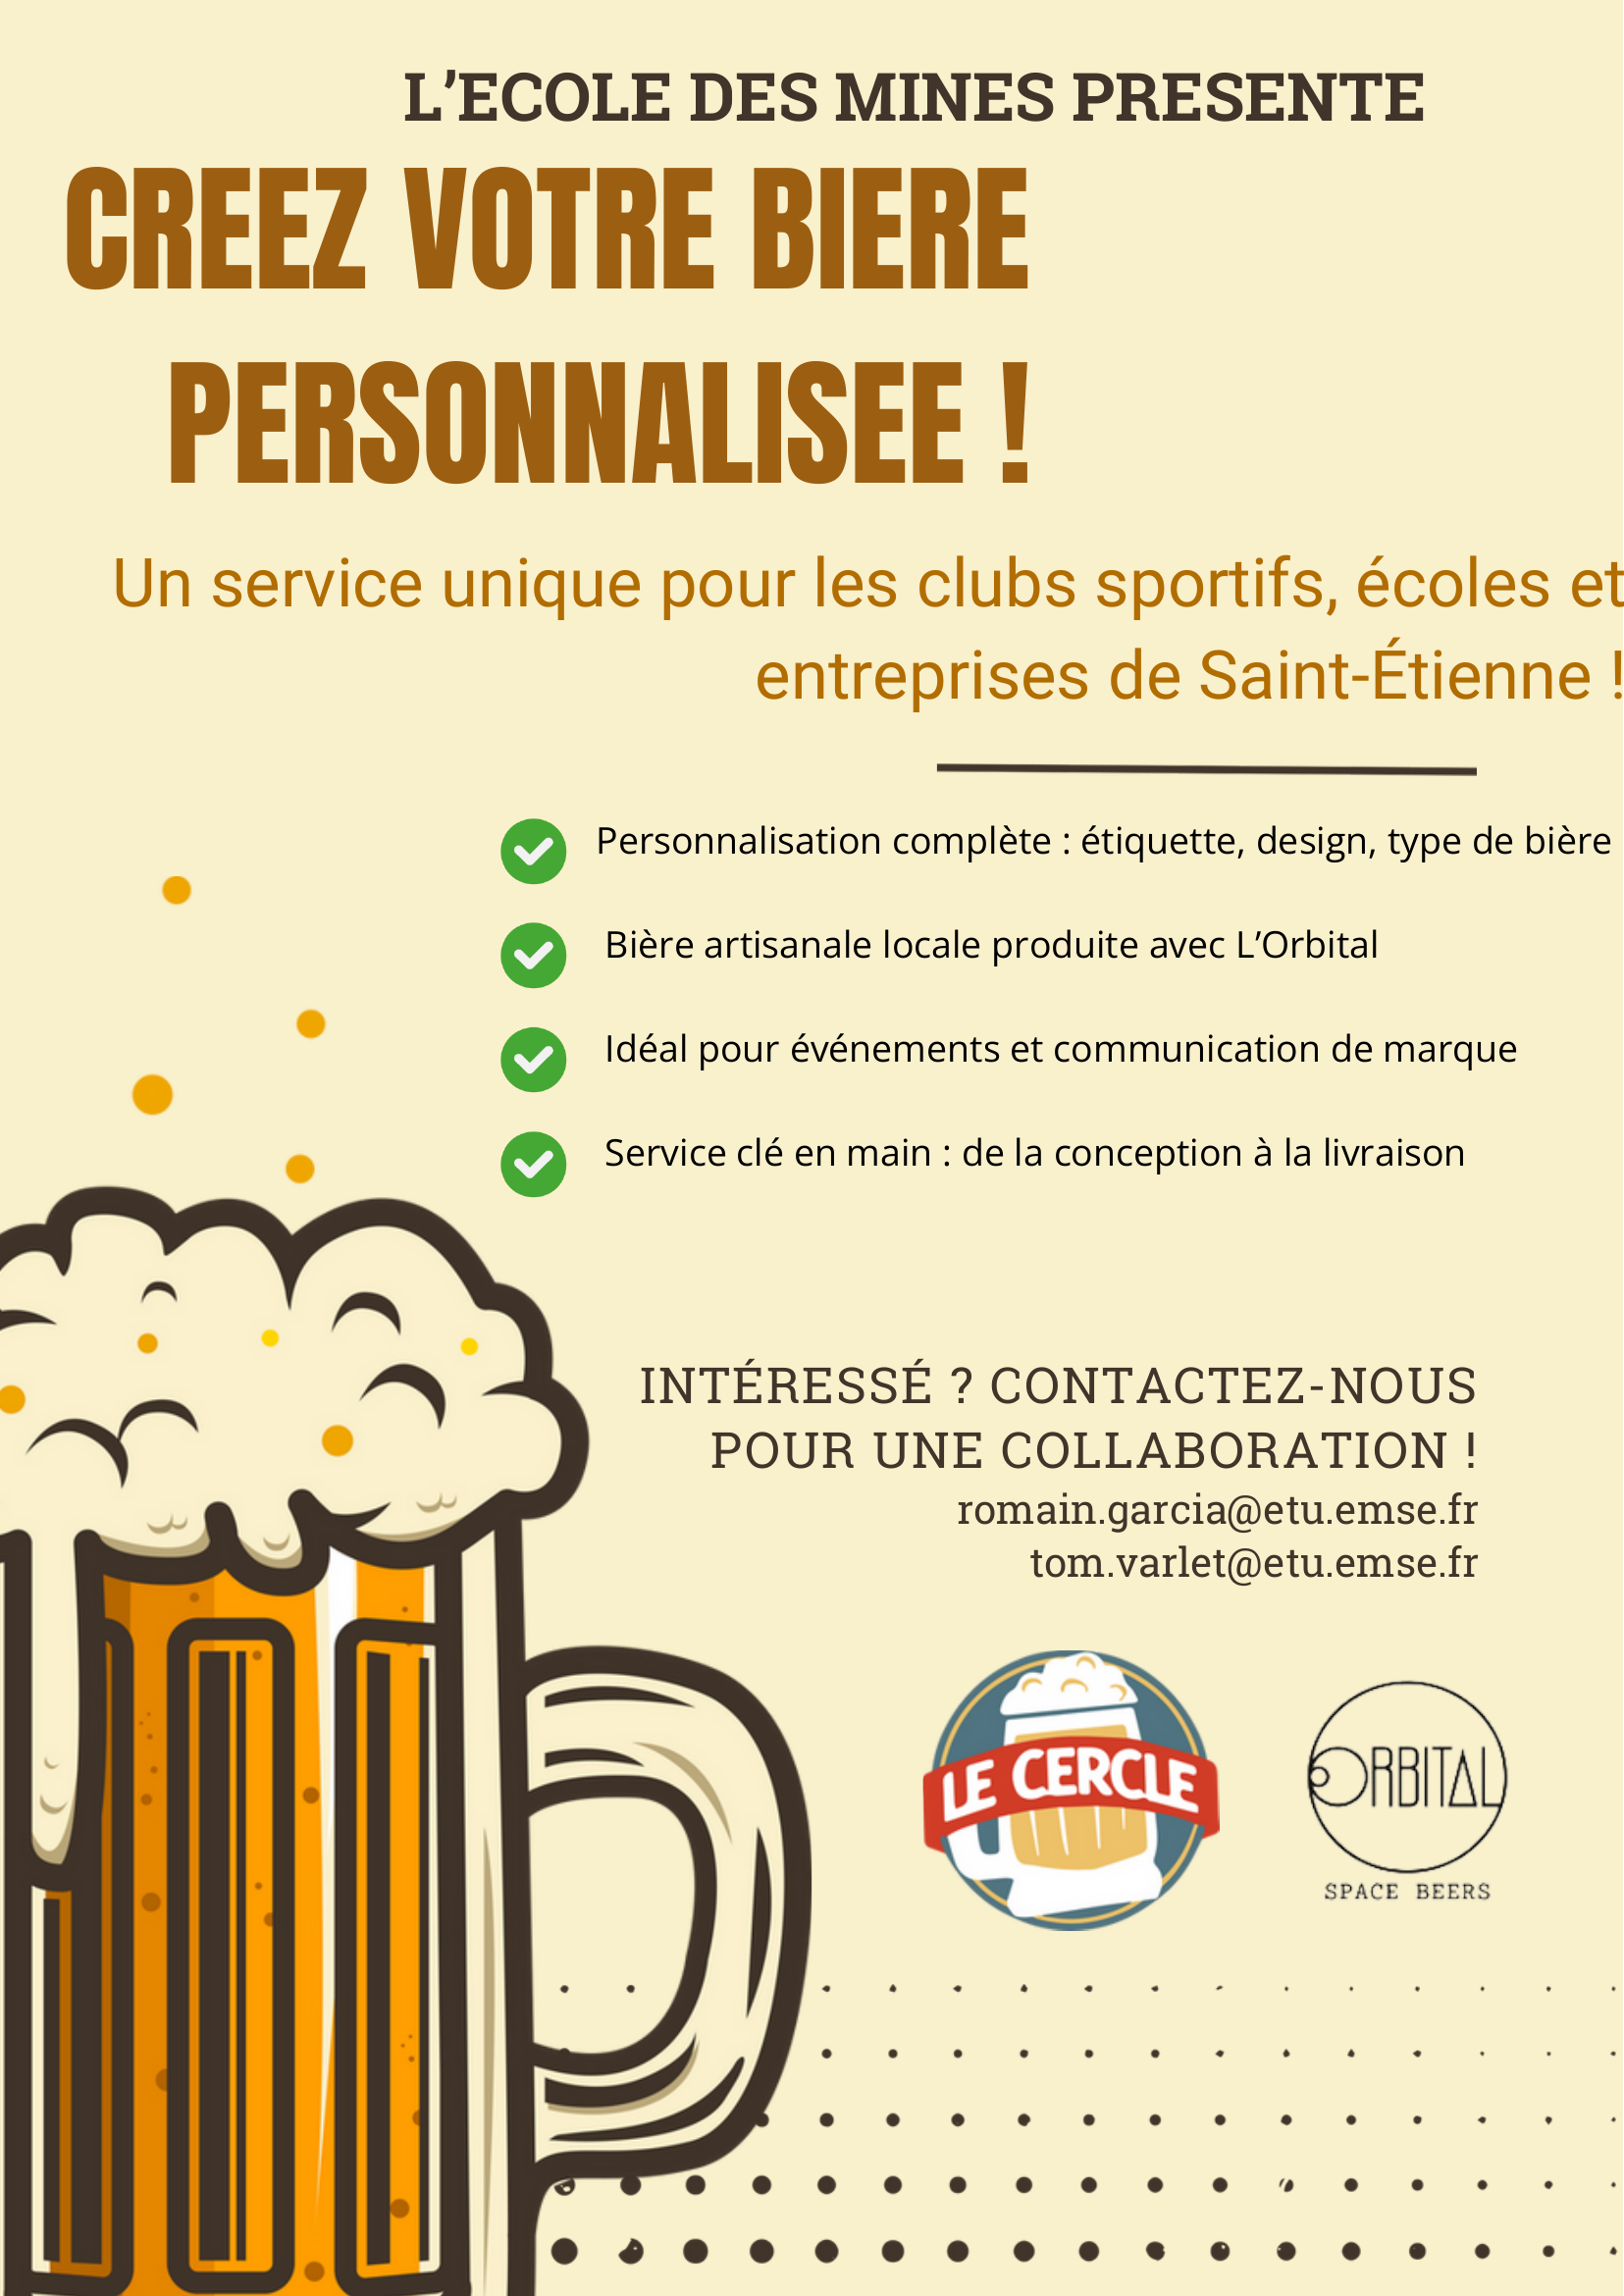 L’ECOLE DES MINES PRESENTE
CREEZ VOTRE BIERE
PERSONNALISEE !
Un service unique pour les clubs sportifs, écoles et
entreprises de Saint-Étienne !
Personnalisation complète : étiquette, design, type de bière
Bière artisanale locale produite avec L’Orbital
Idéal pour événements et communication de marque
Service clé en main : de la conception à la livraison
INTÉRESSÉ ? CONTACTEZ-NOUS
POUR UNE COLLABORATION !
romain.garcia@etu.emse.fr
tom.varlet@etu.emse.fr
LE CERCLE
ORBITAL
SPACE BEERS